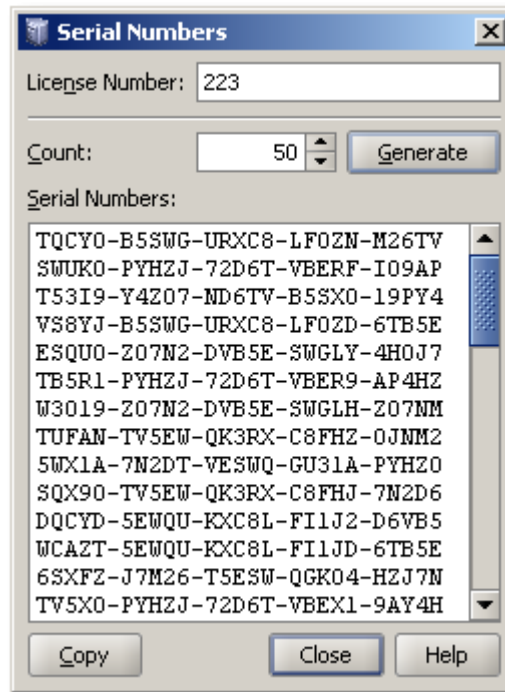 Serial Numbers
License Number: 223
Count: 50 Generate
Serial Numbers:
TQCY0-B5SWG-URXC8-LF0ZN-M26TV
SWUK0-PYHZJ-72D6T-VBERF-I09AP
T53I9-Y4Z07-ND6TV-B5SX0-19PY4
VS8YJ-B5SWG-URXC8-LF0ZD-6TB5E
ESQU0-Z07N2-DVB5E-SWGLY-4H0J7
TB5R1-PYHZJ-72D6T-VBER9-AP4HZ
W3019-Z07N2-DVB5E-SWGLH-Z07NM
TUFAN-TV5EW-QK3RX-C8FHZ-0JNM2
5WX1A-7N2DT-VESWQ-GU31A-PYHZ0
SQX90-TV5EW-QK3RX-C8FHJ-7N2D6
DQCYD-5EWQU-KXC8L-FI1J2-D6VB5
WCAZT-5EWQU-KXC8L-FI1JD-6TB5E
6SXFZ-J7M26-T5ESW-QGK04-HZJ7N
TV5X0-PYHZJ-72D6T-VBEX1-9AY4H
Copy Close Help